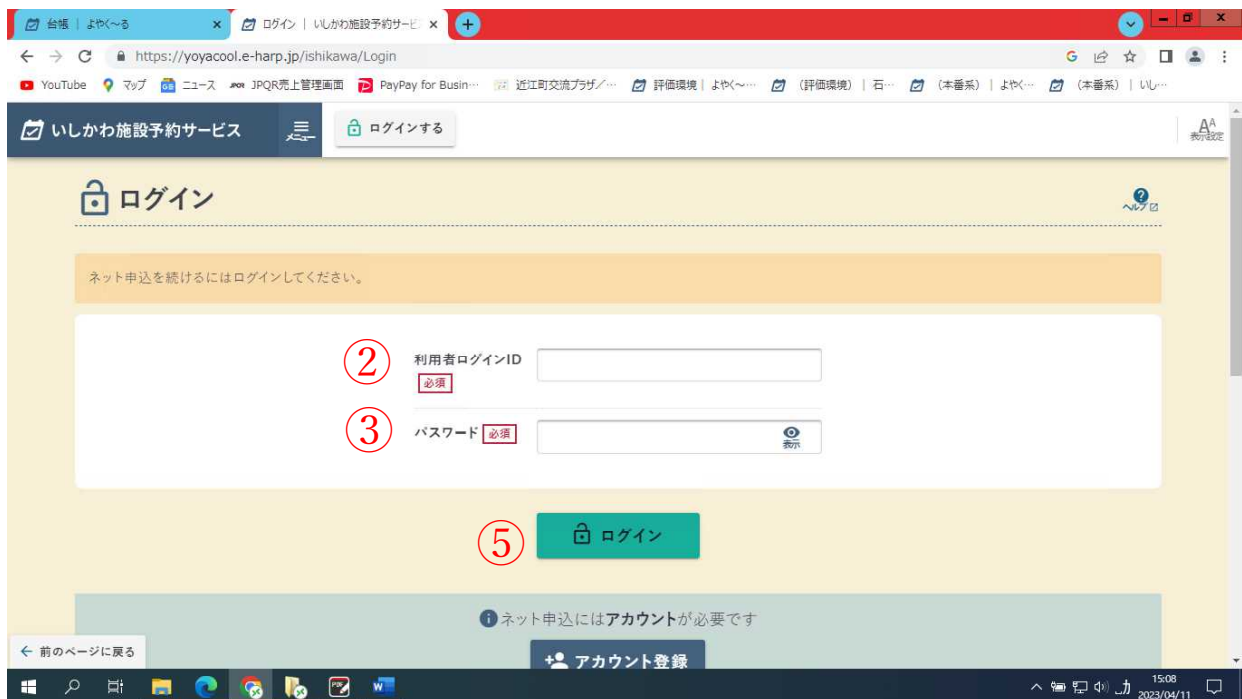 台帳 | よやく~る
ログイン | いしかわ施設予約サービ
https://yoyacool.e-harp.jp/ishikawa/Login
YouTube マップ ニュース JPQR売上管理画面 PayPay for Busin… 近江町交流プラザ/… 評価環境 | よやく~… (評価環境) | 石… (本番系) | よやく… (本番系) | いし…
いしかわ施設予約サービス メニュー ログインする AA 表示設定
ログイン ヘルプ
ネット申込を続けるにはログインしてください。
② 利用者ログインID
必須
③ パスワード 必須 表示
⑤ ログイン
ネット申込にはアカウントが必要です
← 前のページに戻る
アカウント登録
カ 15:08
2023/04/11